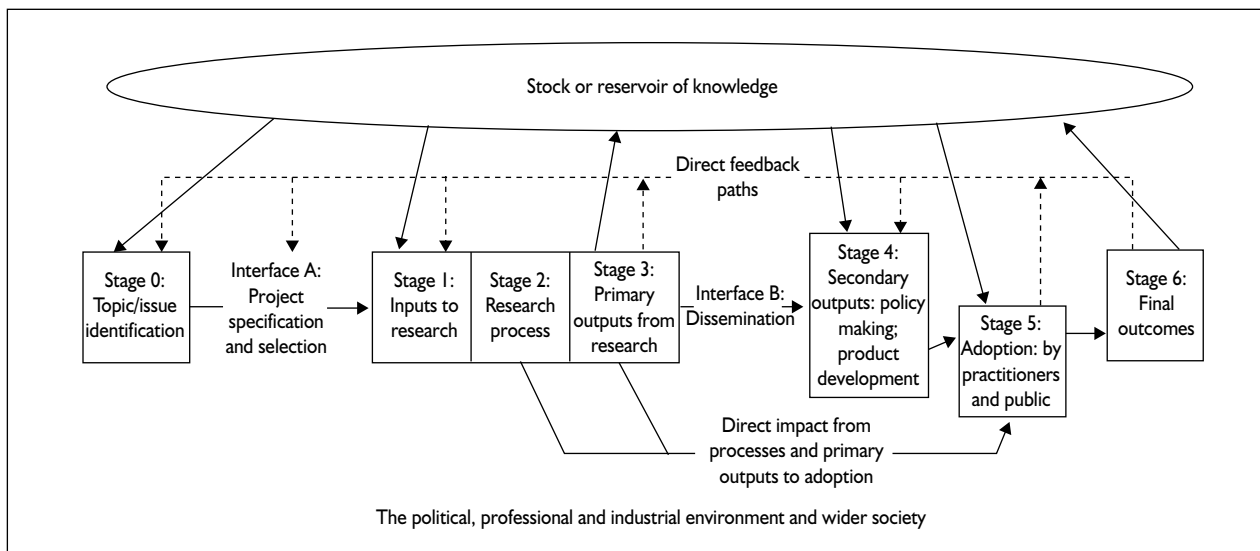 Stock or reservoir of knowledge
Direct feedback
paths
Stage 0:
Topic/issue
identification
Interface A:
Project
specification
and selection
Stage 1:
Inputs to
research
Stage 2:
Research
process
Stage 3:
Primary
outputs from
research
Interface B:
Dissemination
Stage 4:
Secondary
outputs: policy
making;
product
development
Stage 5:
Adoption: by
practitioners
and public
Stage 6:
Final
outcomes
Direct impact from
processes and primary
outputs to adoption
The political, professional and industrial environment and wider society